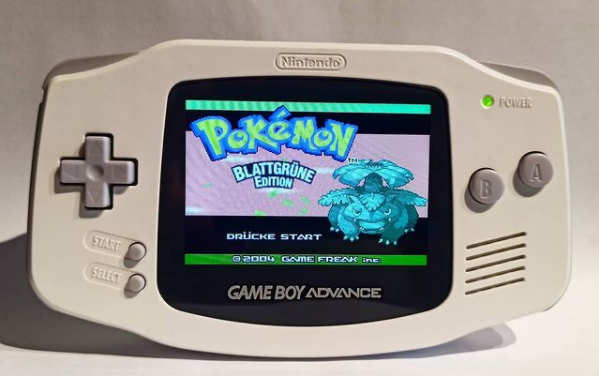 Nintendo
POWER
POKéMON
TM
BLATTGRÜNE
EDITION
DRÜCKE START
©2004 GAME FREAK inc.
START
SELECT
B
A
GAME BOY ADVANCE